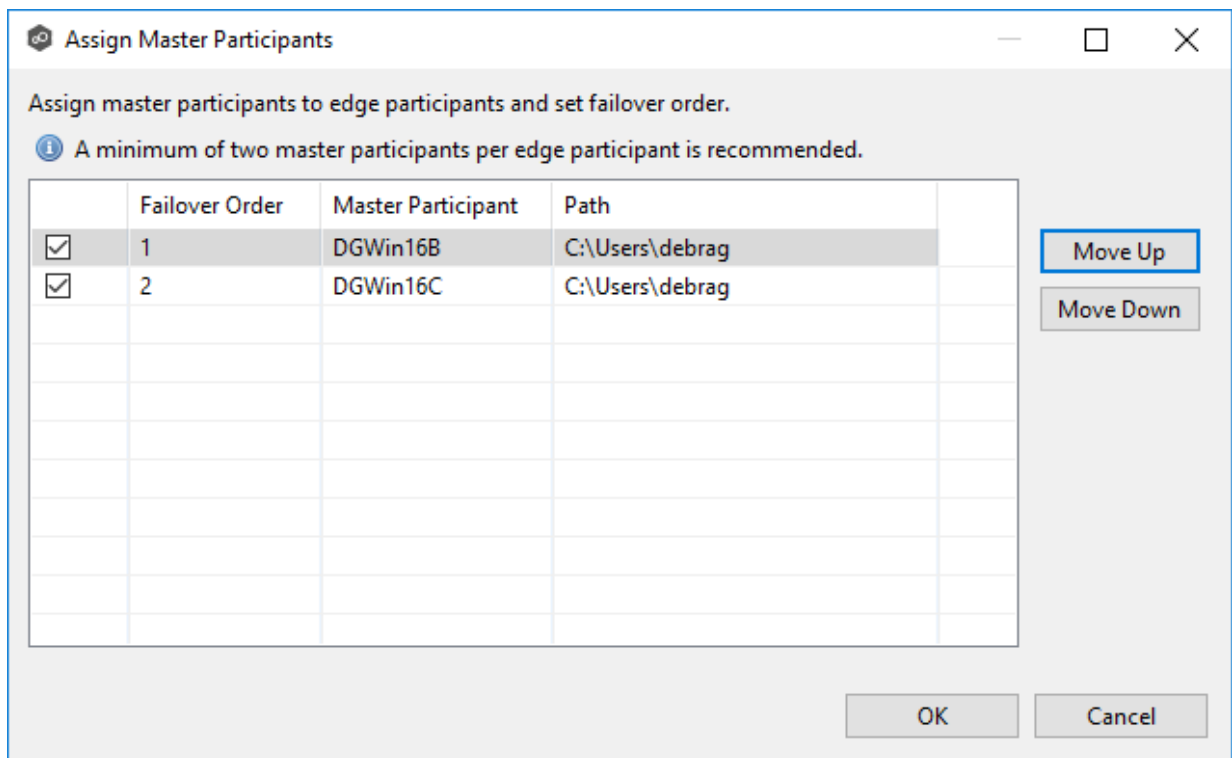 Assign Master Participants
Assign master participants to edge participants and set failover order.
A minimum of two master participants per edge participant is recommended.
Failover Order Master Participant Path
1 DGWin16B C:\Users\debrag
2 DGWin16C C:\Users\debrag
Move Up
Move Down
OK Cancel